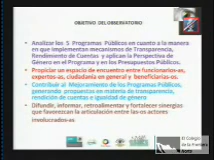 OBJETIVO DEL OBSERVATORIO
• Analizar los 5 Programas Públicos en cuanto a la manera
en que implementan mecanismos de Transparencia,
Rendimiento de Cuentas y aplican la Perspectiva de
Género en el Programa y en los Presupuestos Públicos.
• Propiciar un espacio de encuentro entre funcionarios-as,
expertos-as, ciudadanía en general y beneficiarios-as.
• Contribuir al Mejoramiento de los Programas Públicos,
generando propuestas en materia de transparencia,
rendición de cuentas e igualdad de género
• Difundir, informar, retroalimentar y fortalecer sinergias
que favorezcan la articulación entre las-os actores
involucrados-as
El Colegio
de la Frontera
Norte